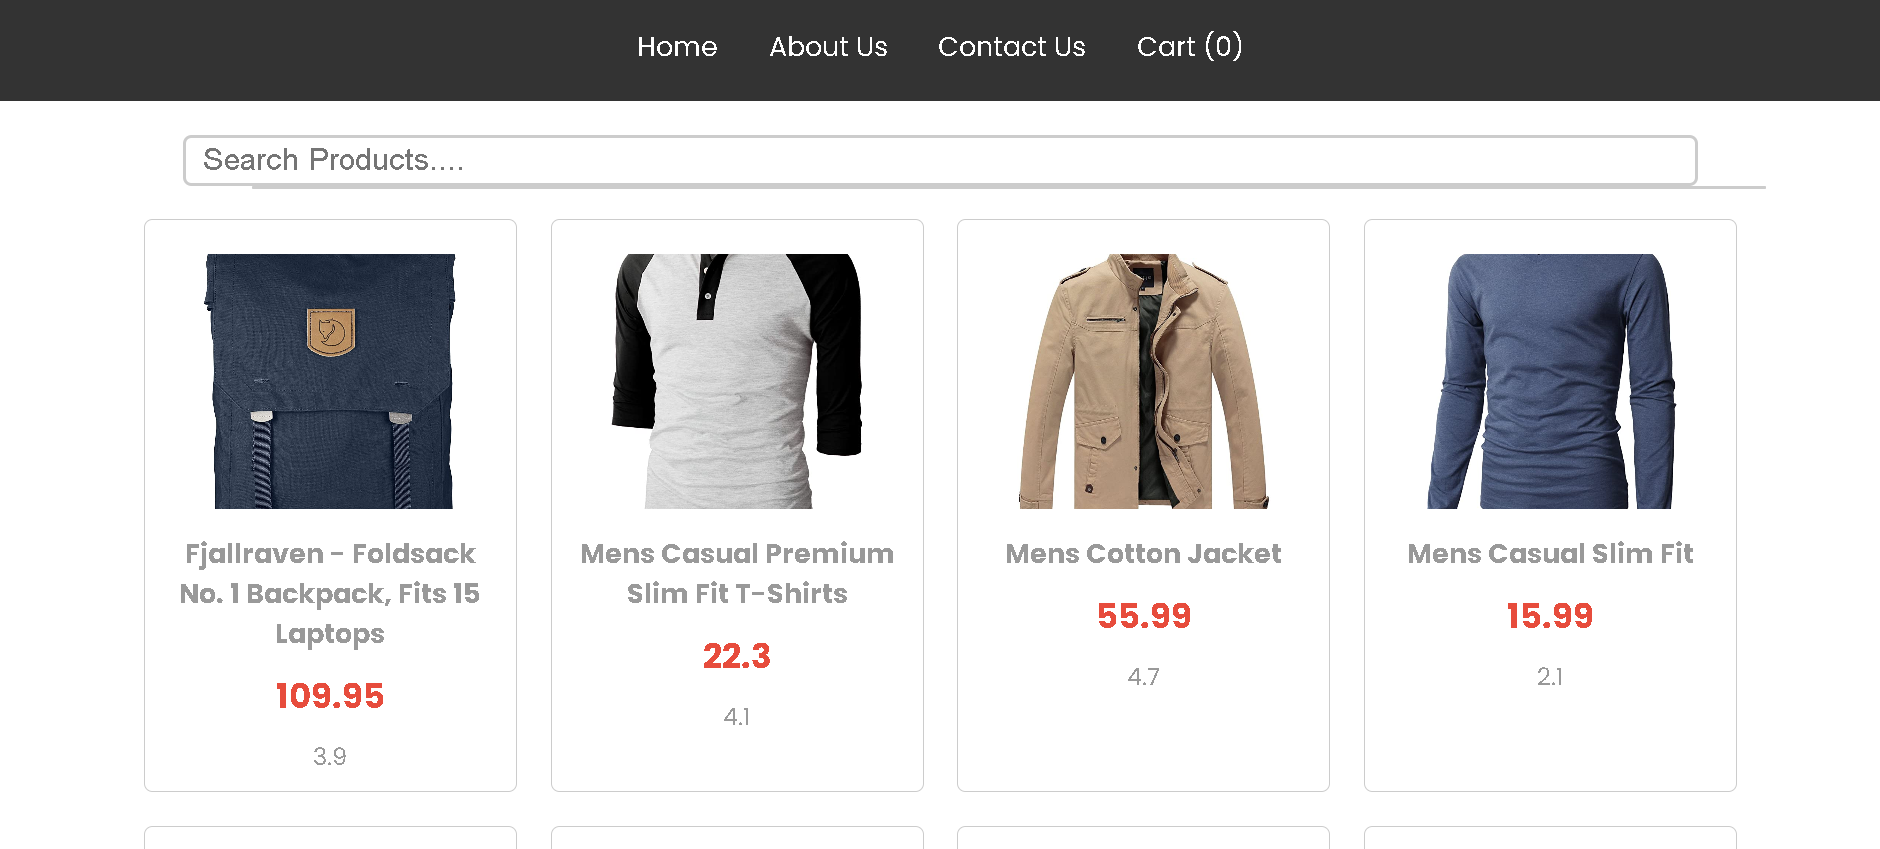 Home About Us Contact Us Cart (0)
Search Products....
Fjallraven - Foldsack
No. 1 Backpack, Fits 15
Laptops
109.95
3.9
Mens Casual Premium
Slim Fit T-Shirts
22.3
4.1
Mens Cotton Jacket
55.99
4.7
Mens Casual Slim Fit
15.99
2.1